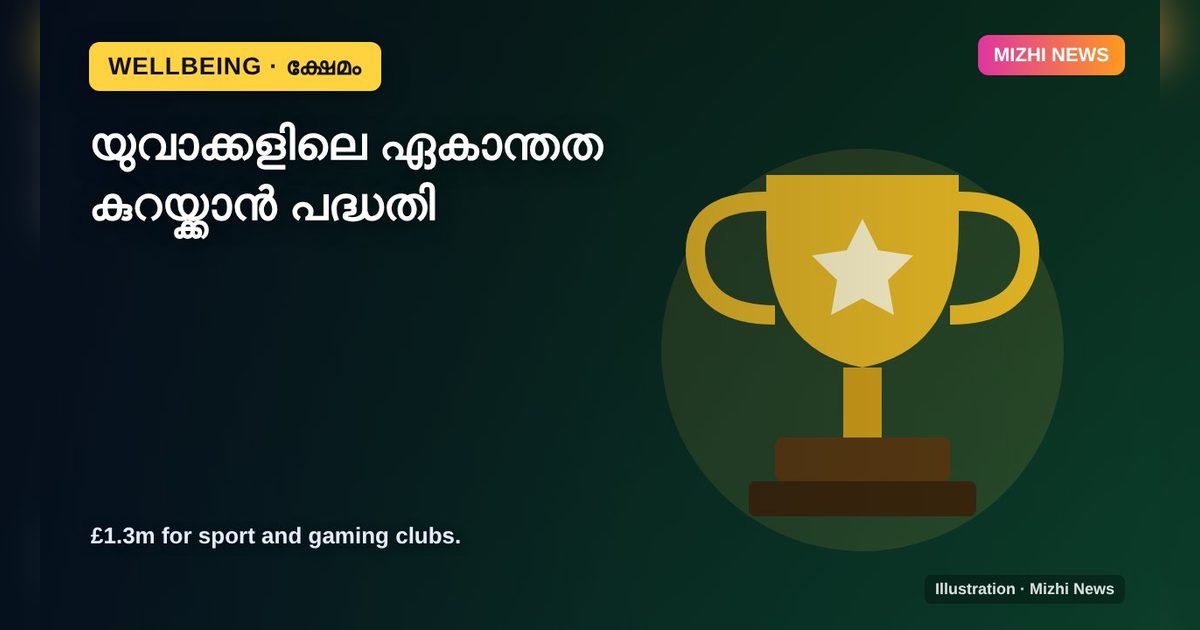 WELLBEING · ക്ഷേമം
MIZHI NEWS
യുവാക്കളിലെ ഏകാന്തത
കുറയ്ക്കാൻ പദ്ധതി
£1.3m for sport and gaming clubs.
Illustration · Mizhi News